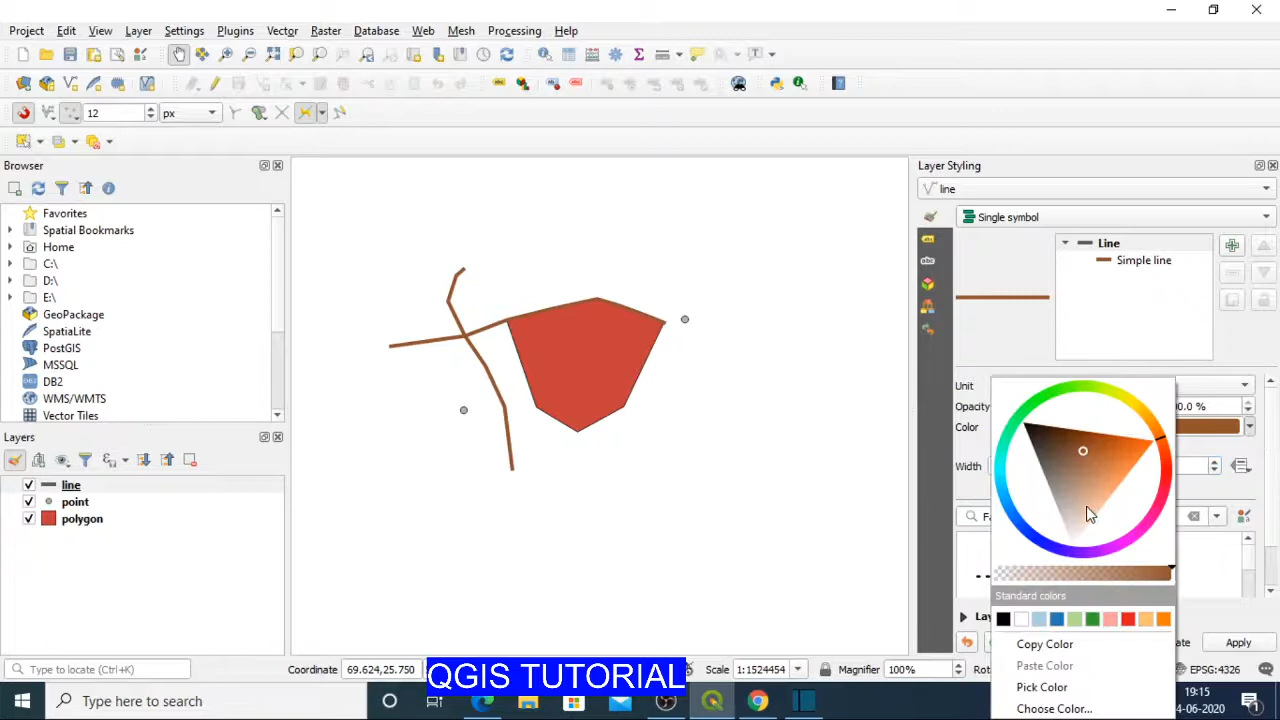 Project Edit View Layer Settings Plugins Vector Raster Database Web Mesh Processing Help
12 px
Browser
Favorites
Spatial Bookmarks
Home
C:\
D:\
E:\
GeoPackage
SpatiaLite
PostGIS
MSSQL
DB2
WMS/WMTS
Vector Tiles
Layers
line
point
polygon
Layer Styling
line
Single symbol
Line
Simple line
Unit
Opacity
Color
Width
Standard colors
Copy Color
Paste Color
Pick Color
Choose Color...
Apply
Type to locate (Ctrl+K)
Coordinate 69.624,25.750
Scale 1:1524454
Magnifier 100%
EPSG:4326
QGIS TUTORIAL
Type here to search
19:15